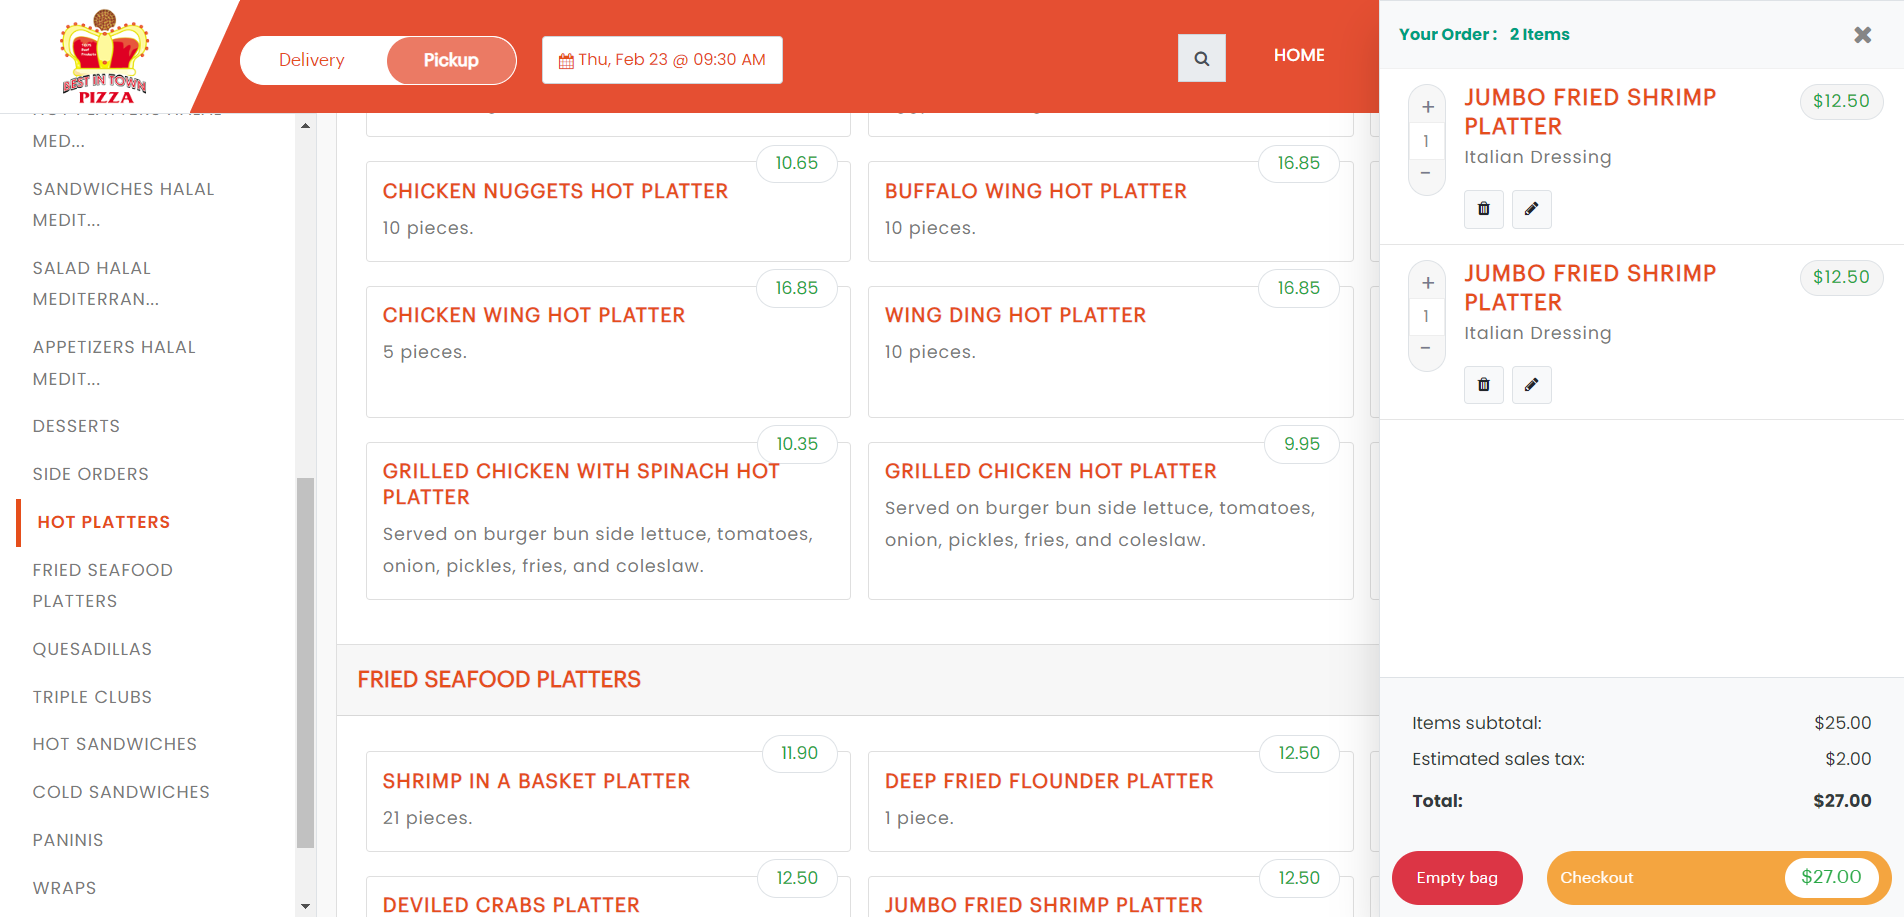 BEST IN TOWN
PIZZA
Delivery
Pickup
Thu, Feb 23 @ 09:30 AM
HOME
MED...
SANDWICHES HALAL
MEDIT...
SALAD HALAL
MEDITERRAN...
APPETIZERS HALAL
MEDIT...
DESSERTS
SIDE ORDERS
HOT PLATTERS
FRIED SEAFOOD
PLATTERS
QUESADILLAS
TRIPLE CLUBS
HOT SANDWICHES
COLD SANDWICHES
PANINIS
WRAPS
10.65
CHICKEN NUGGETS HOT PLATTER
10 pieces.
16.85
BUFFALO WING HOT PLATTER
10 pieces.
16.85
CHICKEN WING HOT PLATTER
5 pieces.
16.85
WING DING HOT PLATTER
10 pieces.
10.35
GRILLED CHICKEN WITH SPINACH HOT
PLATTER
Served on burger bun side lettuce, tomatoes,
onion, pickles, fries, and coleslaw.
9.95
GRILLED CHICKEN HOT PLATTER
Served on burger bun side lettuce, tomatoes,
onion, pickles, fries, and coleslaw.
FRIED SEAFOOD PLATTERS
11.90
SHRIMP IN A BASKET PLATTER
21 pieces.
12.50
DEEP FRIED FLOUNDER PLATTER
1 piece.
12.50
DEVILED CRABS PLATTER
12.50
JUMBO FRIED SHRIMP PLATTER
Your Order : 2 Items
+
1
−
JUMBO FRIED SHRIMP
PLATTER
Italian Dressing
$12.50
+
1
−
JUMBO FRIED SHRIMP
PLATTER
Italian Dressing
$12.50
Items subtotal: $25.00
Estimated sales tax: $2.00
Total: $27.00
Empty bag
Checkout $27.00